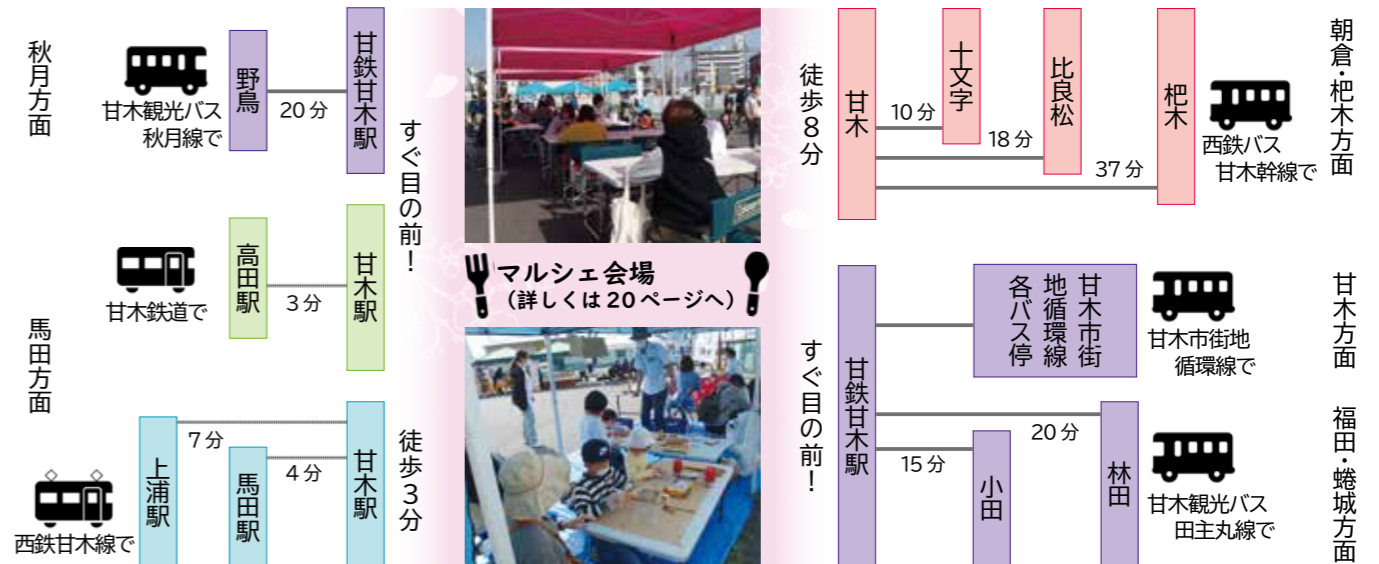 秋月方面
甘木観光バス
秋月線で
野鳥
20分
甘鉄甘木駅
すぐ目の前！
馬田方面
甘木鉄道で
高田駅
3分
甘木駅
西鉄甘木線で
上浦駅
7分
馬田駅
4分
甘木駅
徒歩3分
マルシェ会場
（詳しくは20ページへ）
徒歩8分
甘木
10分
十文字
18分
比良松
37分
杷木
西鉄バス
甘木幹線で
朝倉・杷木方面
すぐ目の前！
甘鉄甘木駅
甘木市街
地循環線
各バス停
甘木市街地
循環線で
甘木方面
15分
小田
20分
林田
甘木観光バス
田主丸線で
福田・蜷城方面